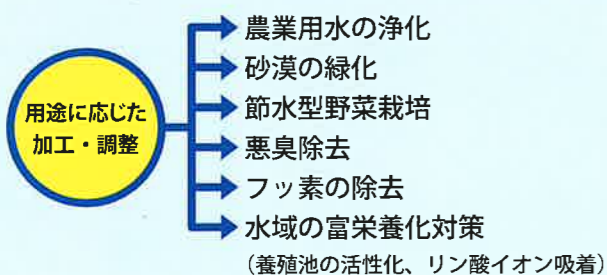 用途に応じた
加工・調整
農業用水の浄化
砂漠の緑化
節水型野菜栽培
悪臭除去
フッ素の除去
水域の富栄養化対策
（養殖池の活性化、リン酸イオン吸着）